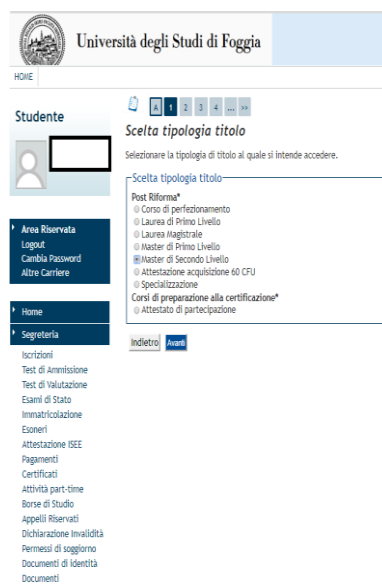 Università degli Studi di Foggia
HOME
Studente
Area Riservata
Logout
Cambia Password
Altre Carriere
Home
Segreteria
Iscrizioni
Test di Ammissione
Test di Valutazione
Esami di Stato
Immatricolazione
Esoneri
Attestazione ISEE
Pagamenti
Certificati
Attività part-time
Borse di Studio
Appelli Riservati
Dichiarazione Invalidità
Permessi di soggiorno
Documenti di identità
Documenti
A 1 2 3 4 ... >>
Scelta tipologia titolo
Selezionare la tipologia di titolo al quale si intende accedere.
Scelta tipologia titolo
Post Riforma*
Corso di perfezionamento
Laurea di Primo Livello
Laurea Magistrale
Master di Primo Livello
Master di Secondo Livello
Attestazione acquisizione 60 CFU
Specializzazione
Corsi di preparazione alla certificazione*
Attestato di partecipazione
Indietro Avanti